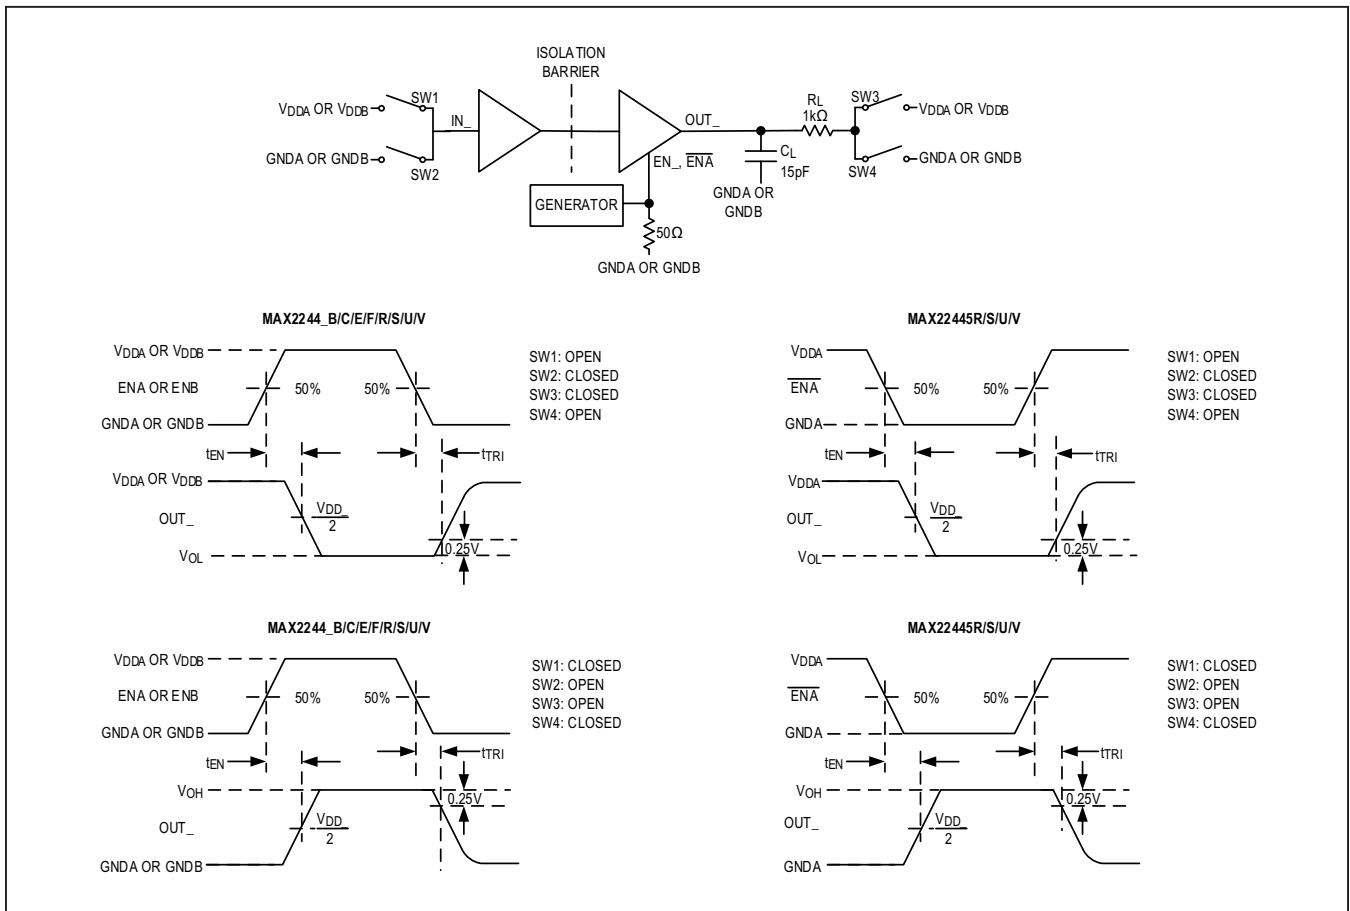 ISOLATION
BARRIER
VDDA OR VDDB
SW1
IN_
OUT_
RL
1kΩ
SW3
VDDA OR VDDB
GNDA OR GNDB
SW2
EN_, ENA
CL
15pF
SW4
GNDA OR GNDB
GENERATOR
GNDA OR
GNDB
50Ω
GNDA OR GNDB
MAX2244_B/C/E/F/R/S/U/V
VDDA OR VDDB
ENA OR ENB
50%
50%
GNDA OR GNDB
tEN
tTRI
VDDA OR VDDB
OUT_
VDD_
2
0.25V
VOL
SW1: OPEN
SW2: CLOSED
SW3: CLOSED
SW4: OPEN
MAX22445R/S/U/V
VDDA
ENA
50%
50%
GNDA
tEN
tTRI
VDDA
OUT_
VDD_
2
0.25V
VOL
SW1: OPEN
SW2: CLOSED
SW3: CLOSED
SW4: OPEN
MAX2244_B/C/E/F/R/S/U/V
VDDA OR VDDB
ENA OR ENB
50%
50%
GNDA OR GNDB
tEN
tTRI
VOH
0.25V
OUT_
VDD_
2
GNDA OR GNDB
SW1: CLOSED
SW2: OPEN
SW3: OPEN
SW4: CLOSED
MAX22445R/S/U/V
VDDA
ENA
50%
50%
GNDA
tEN
tTRI
VOH
0.25V
OUT_
VDD_
2
GNDA
SW1: CLOSED
SW2: OPEN
SW3: OPEN
SW4: CLOSED